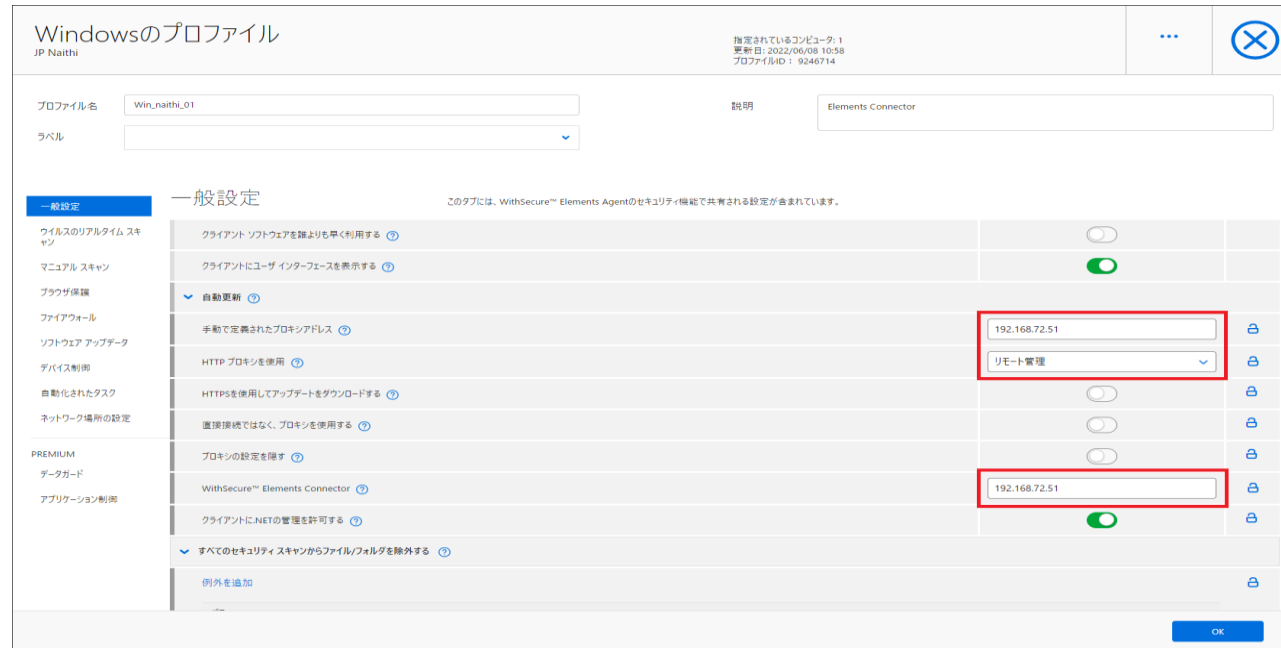 Windowsのプロファイル
JP Naithi
指定されているコンピュータ: 1
更新日: 2022/06/08 10:58
プロファイルID： 9246714
プロファイル名
Win_naithi_01
説明
Elements Connector
ラベル
一般設定
ウイルスのリアルタイム スキ
ャン
マニュアル スキャン
ブラウザ保護
ファイアウォール
ソフトウェア アップデータ
デバイス制御
自動化されたタスク
ネットワーク場所の設定
PREMIUM
データガード
アプリケーション制御
一般設定
このタブには、WithSecure™ Elements Agentのセキュリティ機能で共有される設定が含まれています。
クライアント ソフトウェアを誰よりも早く利用する
クライアントにユーザ インターフェースを表示する
自動更新
手動で定義されたプロキシアドレス
192.168.72.51
HTTP プロキシを使用
リモート管理
HTTPSを使用してアップデートをダウンロードする
直接接続ではなく、プロキシを使用する
プロキシの設定を隠す
WithSecure™ Elements Connector
192.168.72.51
クライアントに.NETの管理を許可する
すべてのセキュリティ スキャンからファイル/フォルダを除外する
例外を追加
OK